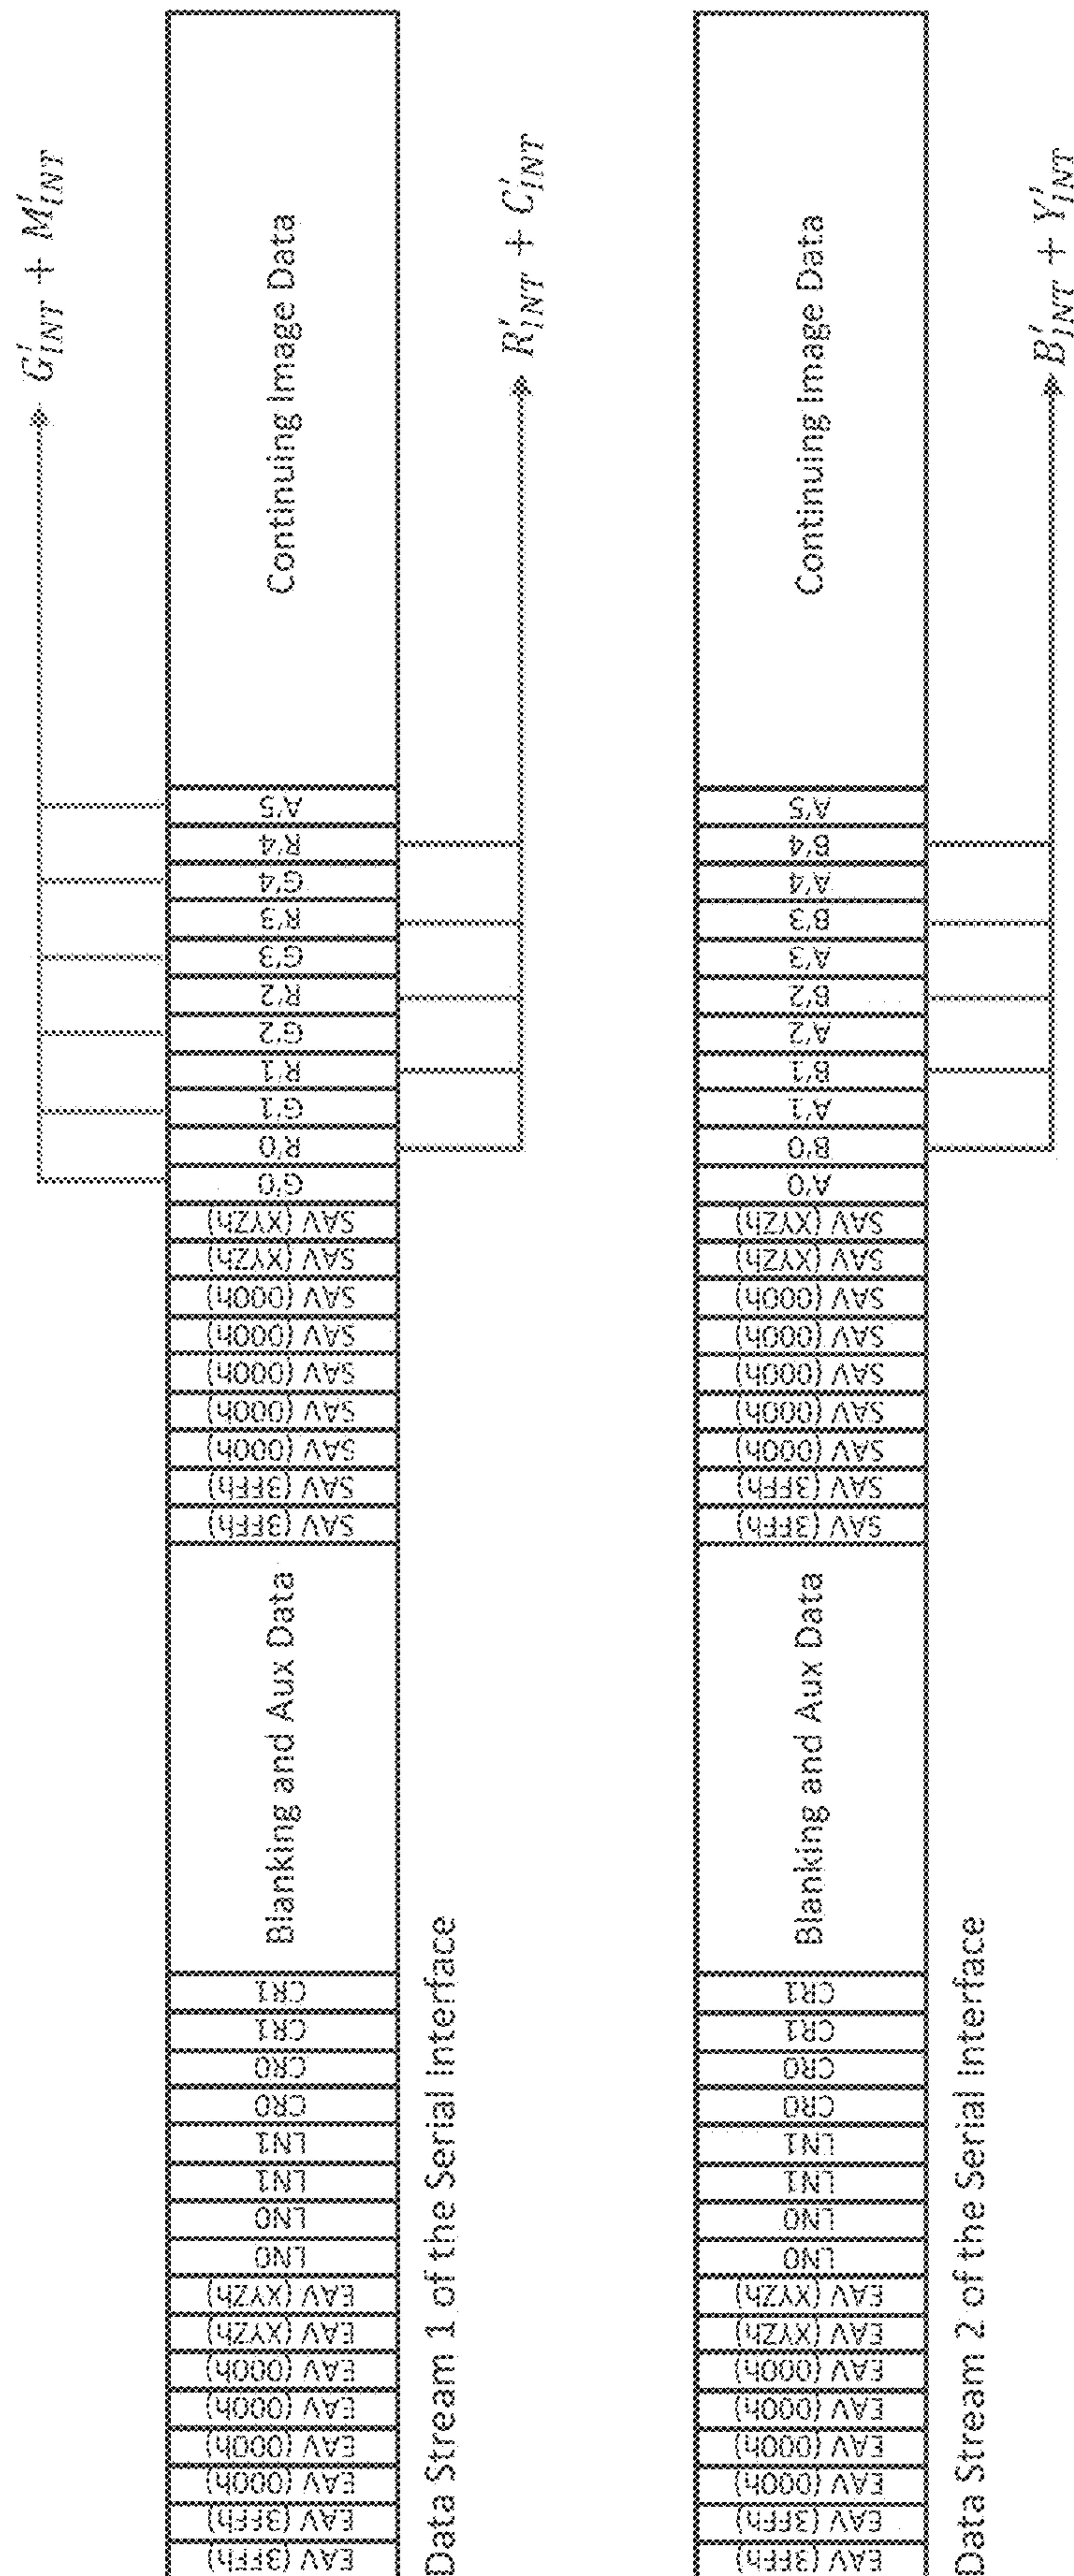 G'INT + M'INT
EAV (3FFh)
EAV (3FFh)
EAV (000h)
EAV (000h)
EAV (000h)
EAV (000h)
EAV (XYZh)
EAV (XYZh)
LN0
LN0
LN1
LN1
CR0
CR0
CR1
CR1
Blanking and Aux Data
SAV (3FFh)
SAV (3FFh)
SAV (000h)
SAV (000h)
SAV (000h)
SAV (000h)
SAV (000h)
SAV (XYZh)
SAV (XYZh)
G'0
R'0
G'1
R'1
G'2
R'2
G'3
R'3
G'4
R'4
A'5
Continuing Image Data
Data Stream 1 of the Serial Interface
R'INT + C'INT
EAV (3FFh)
EAV (3FFh)
EAV (000h)
EAV (000h)
EAV (000h)
EAV (000h)
EAV (XYZh)
EAV (XYZh)
LN0
LN0
LN1
LN1
CR0
CR0
CR1
CR1
Blanking and Aux Data
SAV (3FFh)
SAV (3FFh)
SAV (000h)
SAV (000h)
SAV (000h)
SAV (000h)
SAV (000h)
SAV (XYZh)
SAV (XYZh)
A'0
B'0
A'1
B'1
A'2
B'2
A'3
B'3
A'4
B'4
A'5
Continuing Image Data
Data Stream 2 of the Serial Interface
B'INT + Y'INT